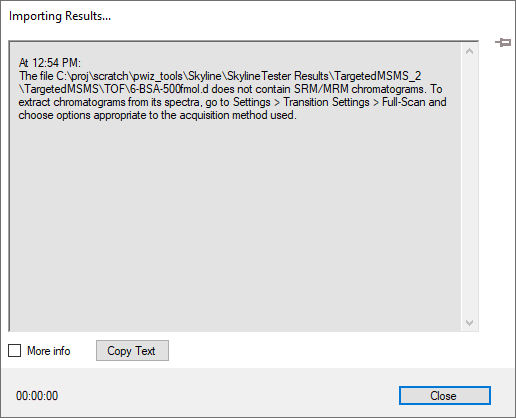 Importing Results...
At 12:54 PM:
The file C:\proj\scratch\pwiz_tools\Skyline\SkylineTester Results\TargetedMSMS_2
\TargetedMSMS\TOF\6-BSA-500fmol.d does not contain SRM/MRM chromatograms. To
extract chromatograms from its spectra, go to Settings > Transition Settings > Full-Scan and
choose options appropriate to the acquisition method used.
More info
Copy Text
00:00:00
Close